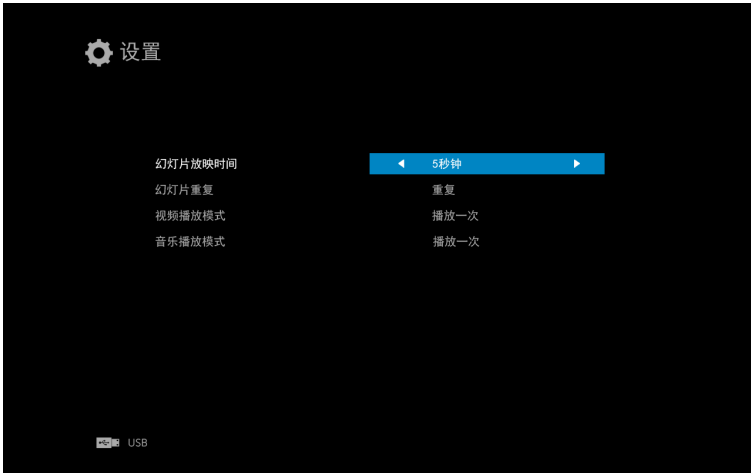 设置
幻灯片放映时间 5秒钟
幻灯片重复 重复
视频播放模式 播放一次
音乐播放模式 播放一次
USB